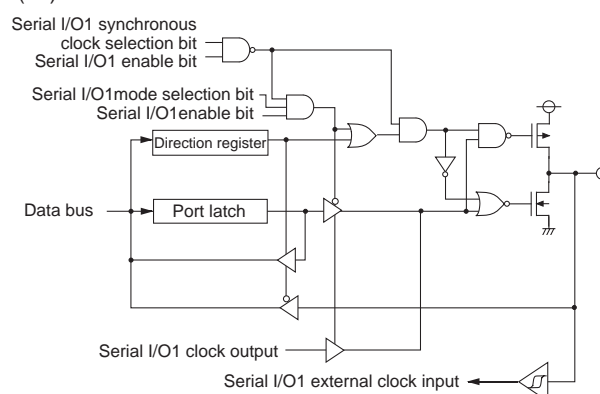 Serial I/O1 synchronous
clock selection bit
Serial I/O1 enable bit
Serial I/O1mode selection bit
Serial I/O1enable bit
Direction register
Data bus
Port latch
Serial I/O1 clock output
Serial I/O1 external clock input